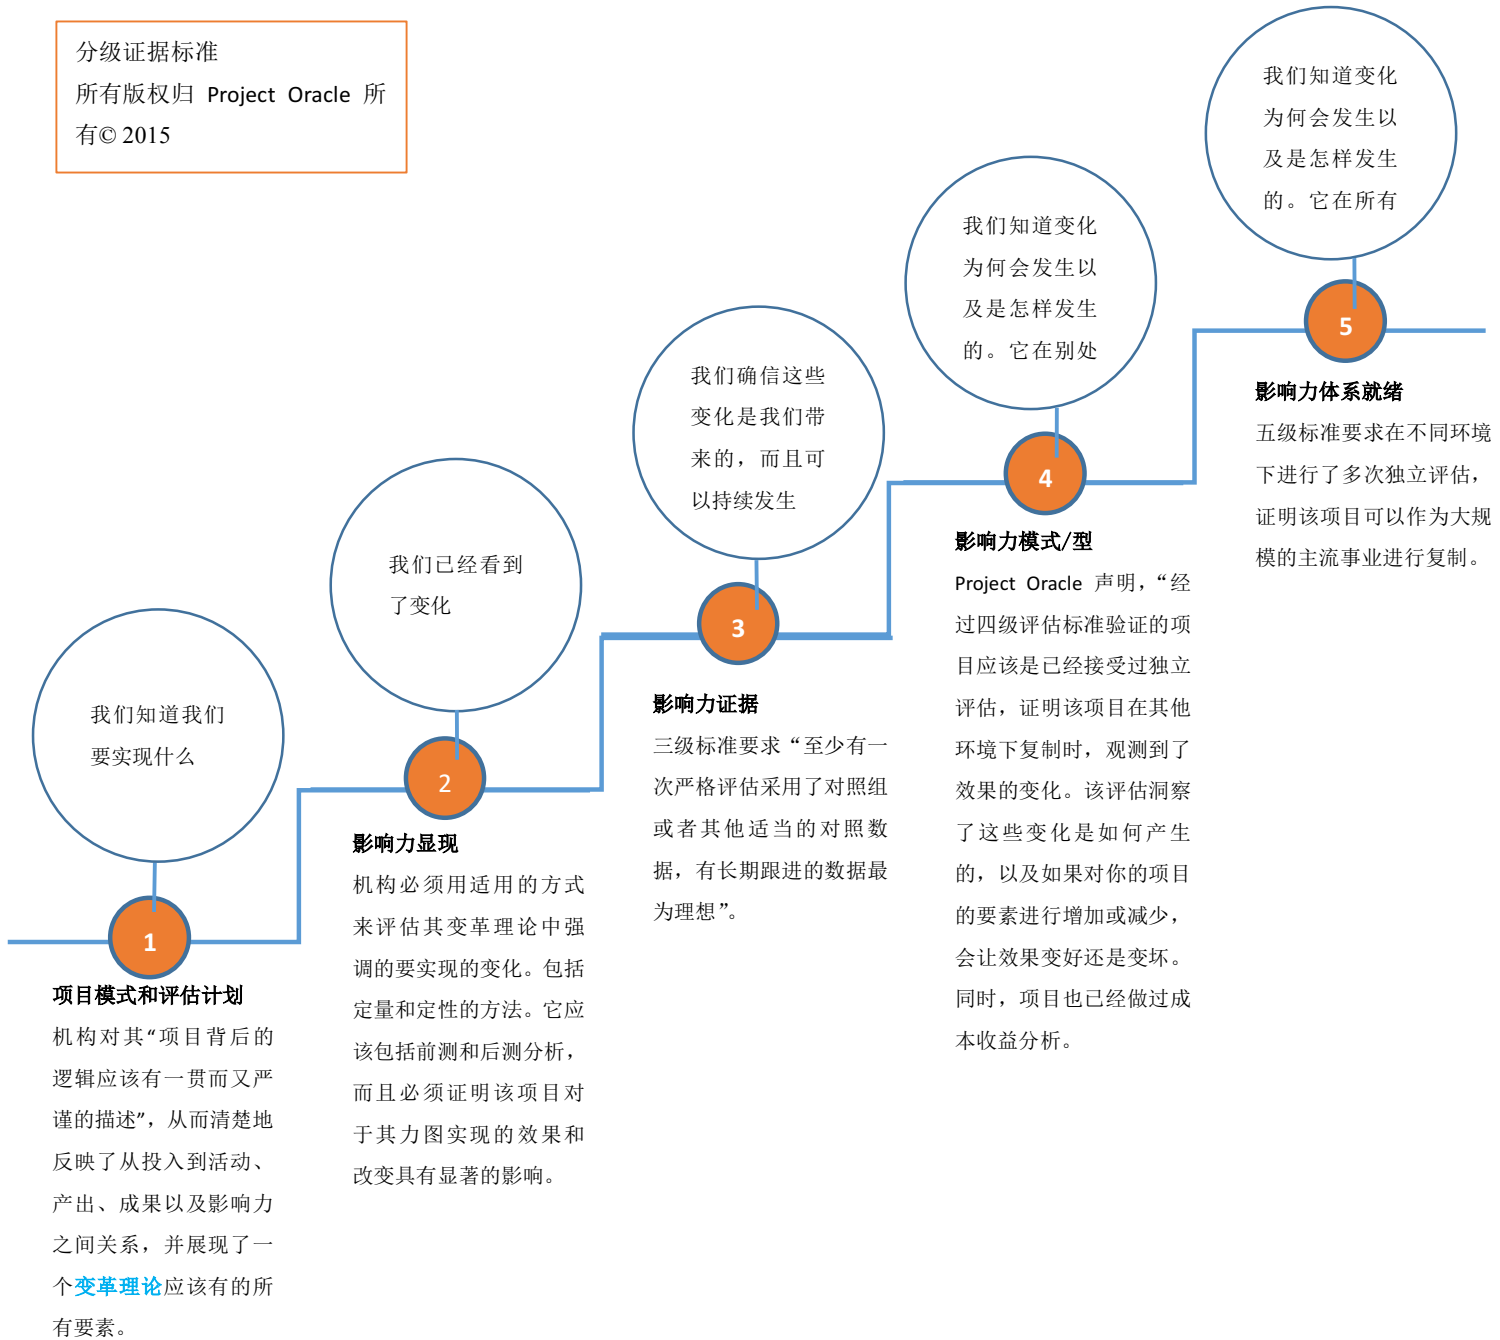 分级证据标准
所有版权归 Project Oracle 所
有© 2015
我们知道我们
要实现什么
1
项目模式和评估计划
机构对其“项目背后的
逻辑应该有一贯而又严
谨的描述”，从而清楚地
反映了从投入到活动、
产出、成果以及影响力
之间关系，并展现了一
个变革理论应该有的所
有要素。
我们已经看到
了变化
2
影响力显现
机构必须用适用的方式
来评估其变革理论中强
调的要实现的变化。包括
定量和定性的方法。它应
该包括前测和后测分析，
而且必须证明该项目对
于其力图实现的效果和
改变具有显著的影响。
我们确信这些
变化是我们带
来的，而且可
以持续发生
3
影响力证据
三级标准要求“至少有一
次严格评估采用了对照组
或者其他适当的对照数
据，有长期跟进的数据最
为理想”。
我们知道变化
为何会发生以
及是怎样发生
的。它在别处
4
影响力模式/型
Project Oracle 声明，“经
过四级评估标准验证的项
目应该是已经接受过独立
评估，证明该项目在其他
环境下复制时，观测到了
效果的变化。该评估洞察
了这些变化是如何产生
的，以及如果对你的项目
的要素进行增加或减少，
会让效果变好还是变坏。
同时，项目也已经做过成
本收益分析。
我们知道变化
为何会发生以
及是怎样发生
的。它在所有
5
影响力体系就绪
五级标准要求在不同环境
下进行了多次独立评估，
证明该项目可以作为大规
模的主流事业进行复制。